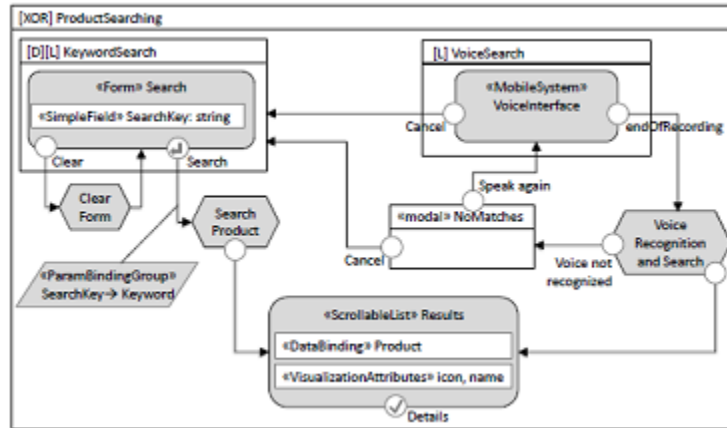 [XOR] ProductSearching
[D][L] KeywordSearch
«Form» Search
«SimpleField» SearchKey: string
Clear
Search
Clear
Form
Search
Product
«ParamBindingGroup»
SearchKey→ Keyword
[L] VoiceSearch
«MobileSystem»
VoiceInterface
Cancel
endOfRecording
Speak again
«modal» NoMatches
Cancel
Voice not
recognized
Voice
Recognition
and Search
«ScrollableList» Results
«DataBinding» Product
«VisualizationAttributes» icon, name
Details